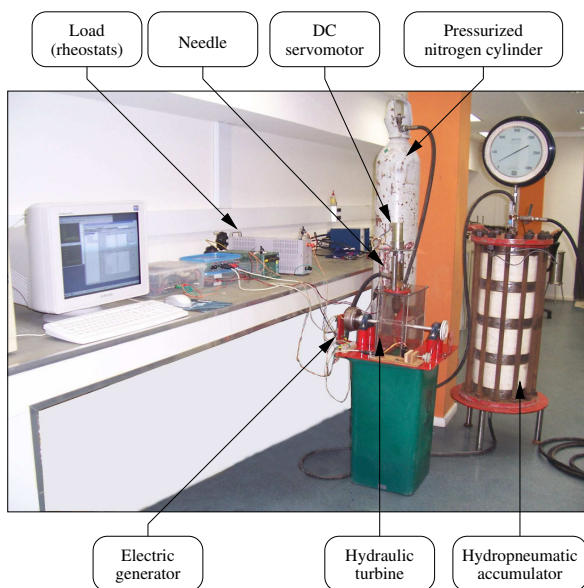 Load
(rheostats)
Needle
DC
servomotor
Pressurized
nitrogen cylinder
Electric
generator
Hydraulic
turbine
Hydropneumatic
accumulator